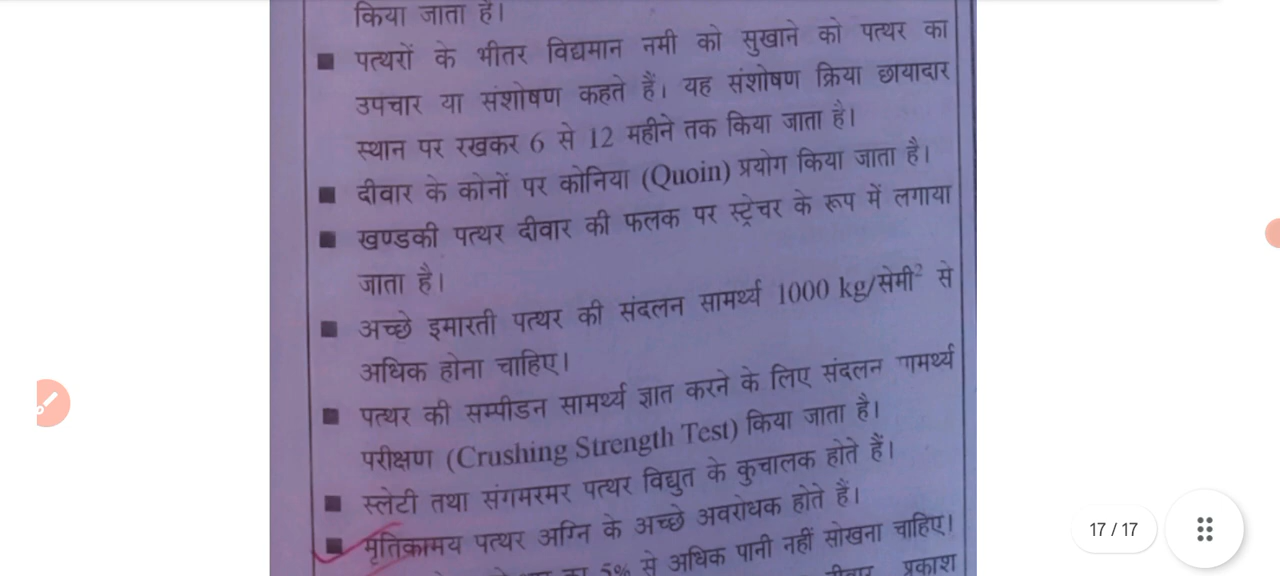 किया जाता है।
■ पत्थरों के भीतर विद्यमान नमी को सुखाने को पत्थर का
उपचार या संशोषण कहते हैं। यह संशोषण क्रिया छायादार
स्थान पर रखकर 6 से 12 महीने तक किया जाता है।
■ दीवार के कोनों पर कोनिया (Quoin) प्रयोग किया जाता है।
■ खण्डकी पत्थर दीवार की फलक पर स्ट्रेचर के रूप में लगाया
जाता है।
■ अच्छे इमारती पत्थर की संदलन सामर्थ्य 1000 kg/सेमी² से
अधिक होना चाहिए।
■ पत्थर की सम्पीडन सामर्थ्य ज्ञात करने के लिए संदलन
परीक्षण (Crushing Strength Test) किया जाता है।
■ स्लेटी तथा संगमरमर पत्थर विद्युत के कुचालक होते हैं।
■ मृतिकामय पत्थर अग्नि के अच्छे अवरोधक होते हैं।
का 5% से अधिक पानी नहीं सोखना चाहिए।
प्रकाश
17 / 17